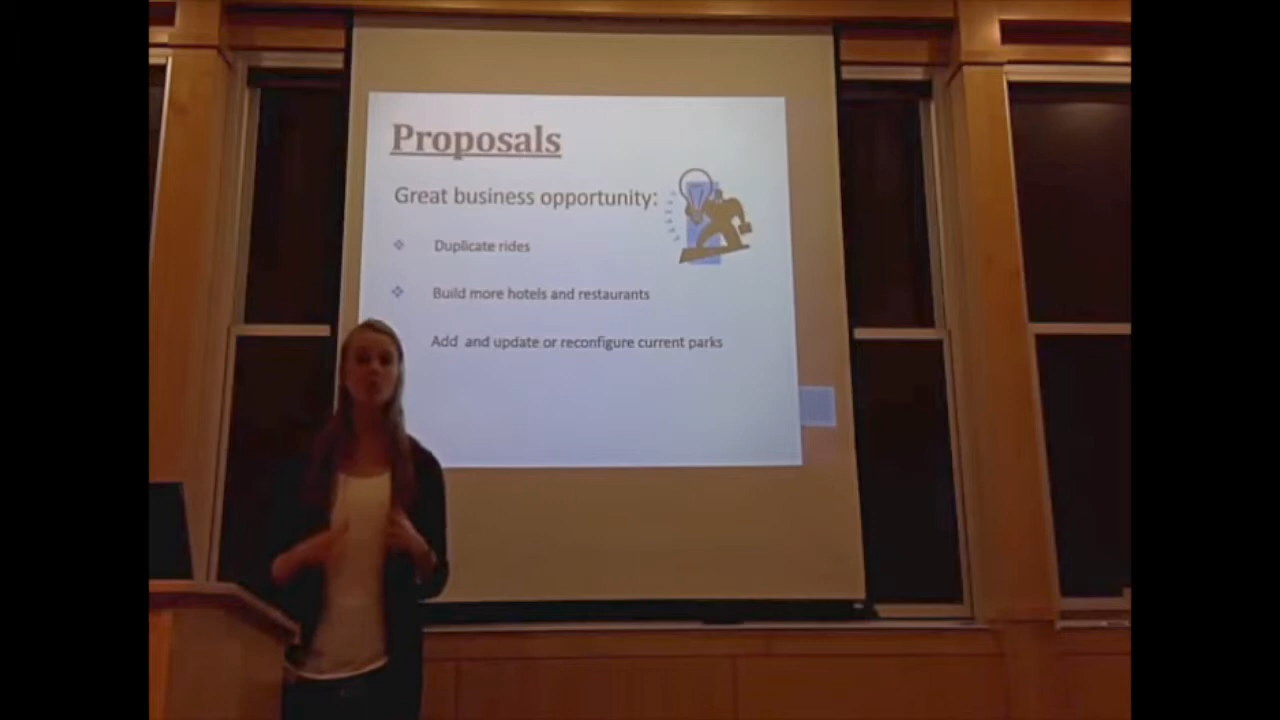 Proposals
Great business opportunity:
Duplicate rides
Build more hotels and restaurants
Add and update or reconfigure current parks